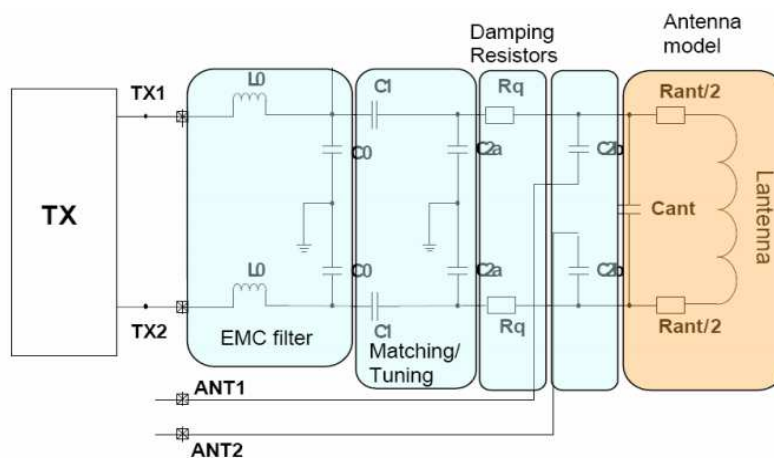 Damping
Resistors
Antenna
model
TX1
L0
C1
Rq
Rant/2
C0
C2a
C2b
TX
Cant
Lantenna
L0
C0
C2a
C2b
TX2
C1
Rq
Rant/2
EMC filter
Matching/
Tuning
ANT1
ANT2